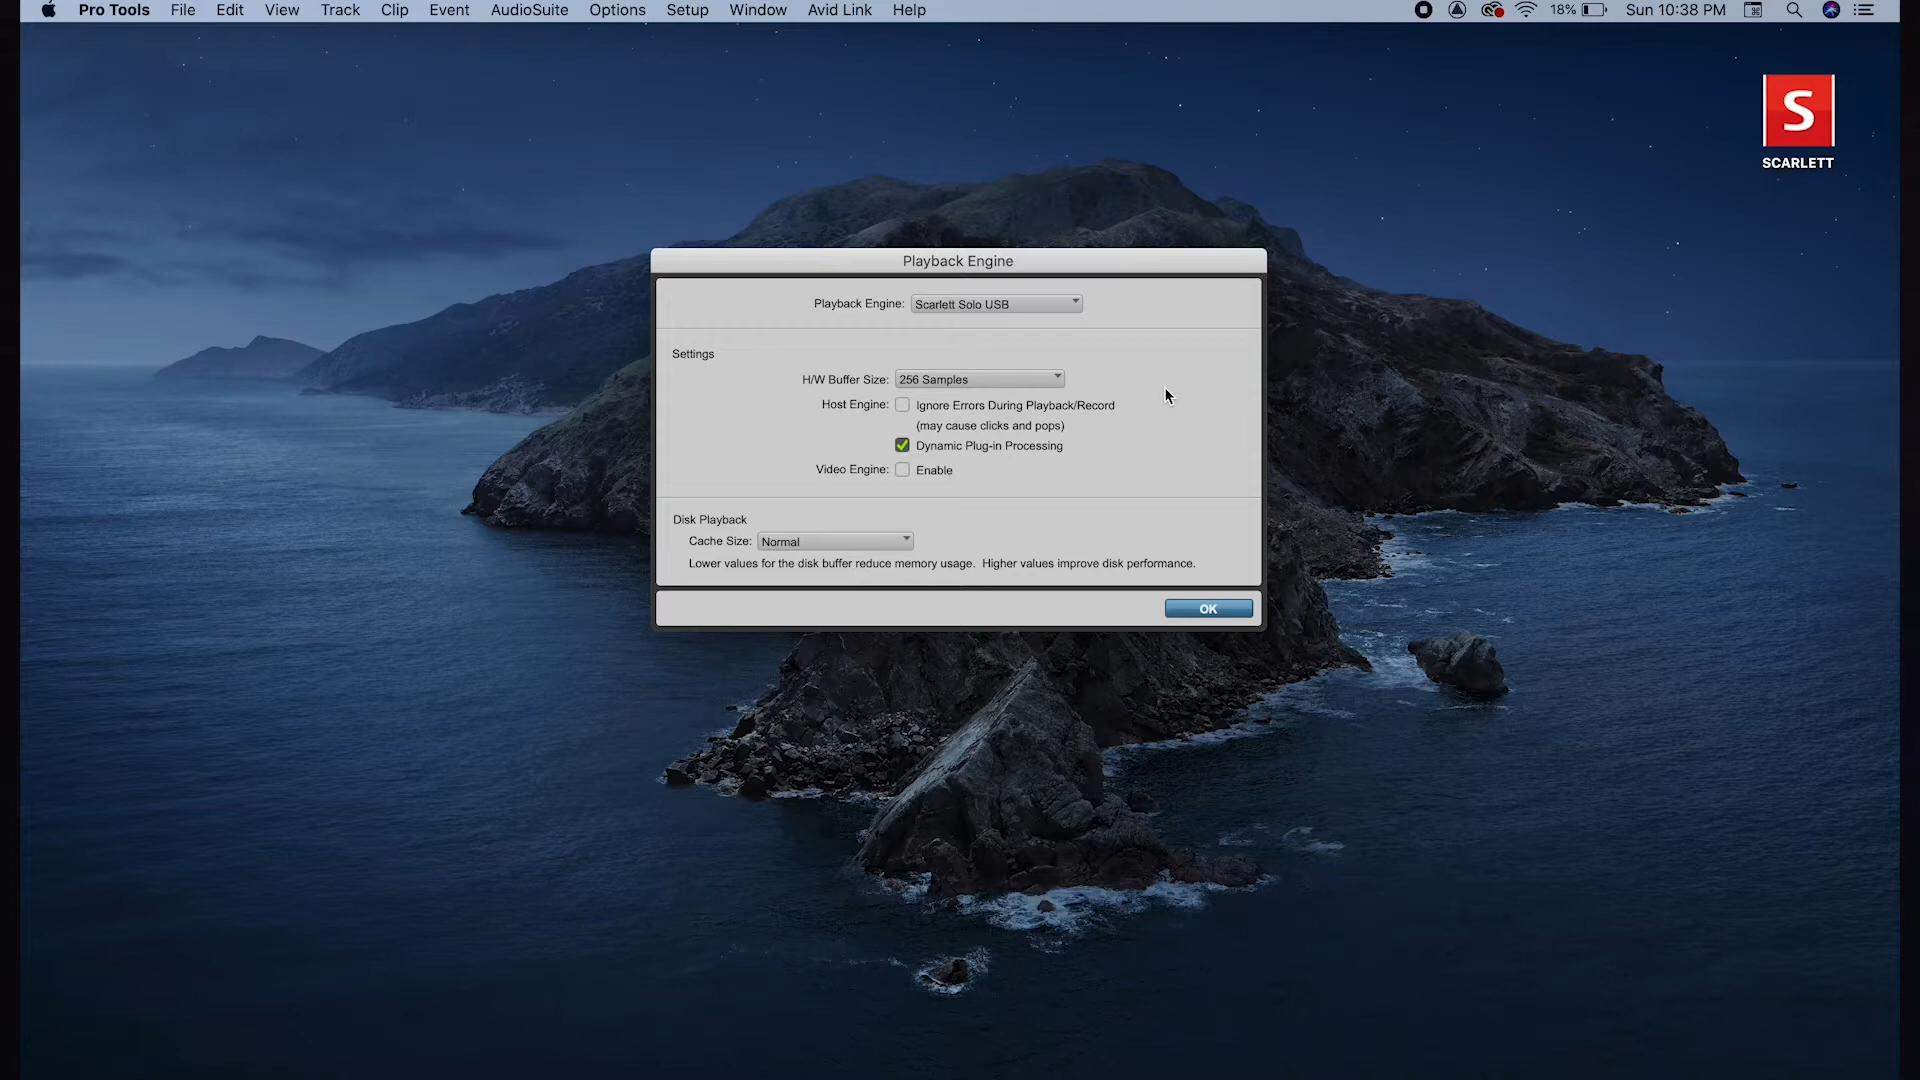 Pro Tools File Edit View Track Clip Event AudioSuite Options Setup Window Avid Link Help 18% Sun 10:38 PM
S
SCARLETT
Playback Engine
Playback Engine: Scarlett Solo USB
Settings
H/W Buffer Size: 256 Samples
Host Engine: Ignore Errors During Playback/Record
(may cause clicks and pops)
Dynamic Plug-in Processing
Video Engine: Enable
Disk Playback
Cache Size: Normal
Lower values for the disk buffer reduce memory usage. Higher values improve disk performance.
OK